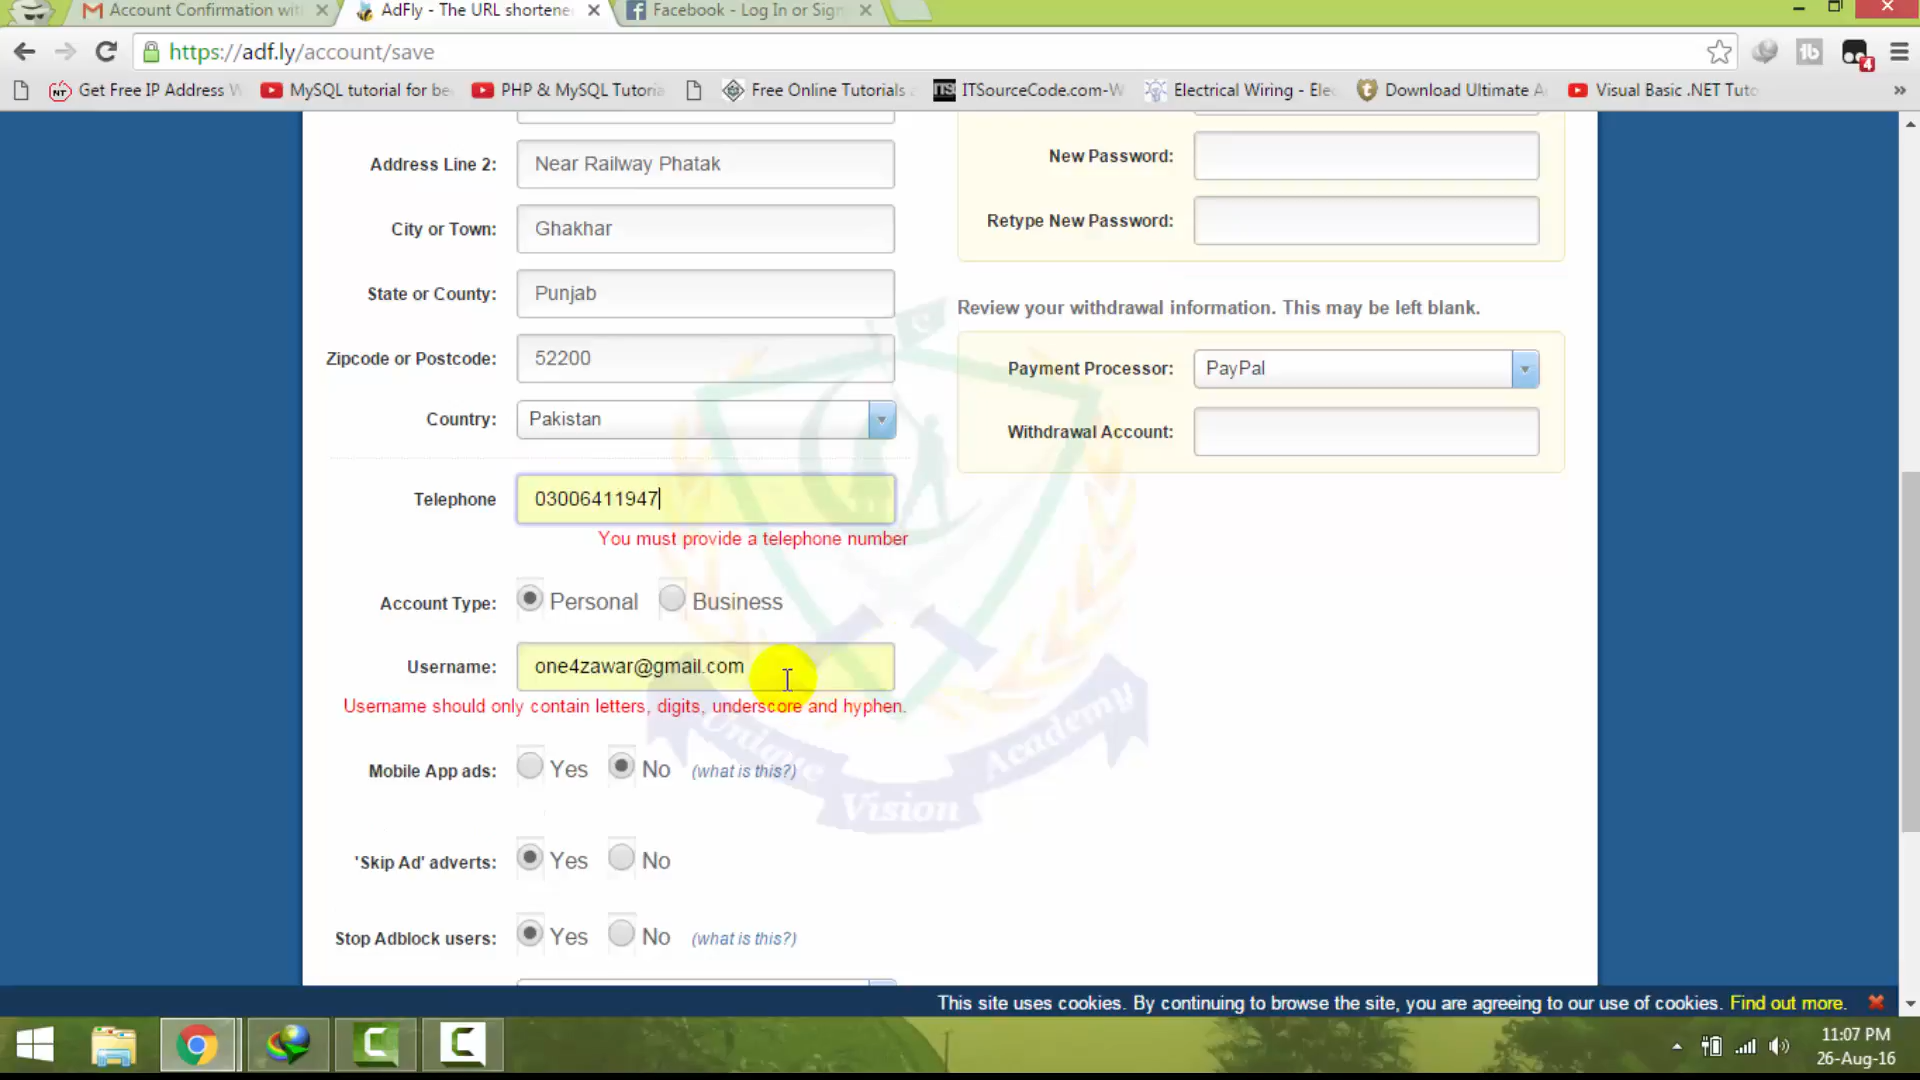 Account Confirmation wit
AdFly - The URL shortene
Facebook - Log In or Sig
https://adf.ly/account/save
4
Get Free IP Address W
MySQL tutorial for be
PHP & MySQL Tutoria
Free Online Tutorials
ITSourceCode.com-W
Electrical Wiring - Ele
Download Ultimate A
Visual Basic .NET Tuto
»
Address Line 2: Near Railway Phatak
New Password:
City or Town: Ghakhar
Retype New Password:
State or County: Punjab
Review your withdrawal information. This may be left blank.
Zipcode or Postcode: 52200
Payment Processor: PayPal
Country: Pakistan
Withdrawal Account:
Telephone 03006411947
You must provide a telephone number
Account Type: Personal Business
Username: one4zawar@gmail.com
Username should only contain letters, digits, underscore and hyphen.
Mobile App ads: Yes No (what is this?)
Unique Vision Academy
'Skip Ad' adverts: Yes No
Stop Adblock users: Yes No (what is this?)
This site uses cookies. By continuing to browse the site, you are agreeing to our use of cookies. Find out more.
11:07 PM
26-Aug-16